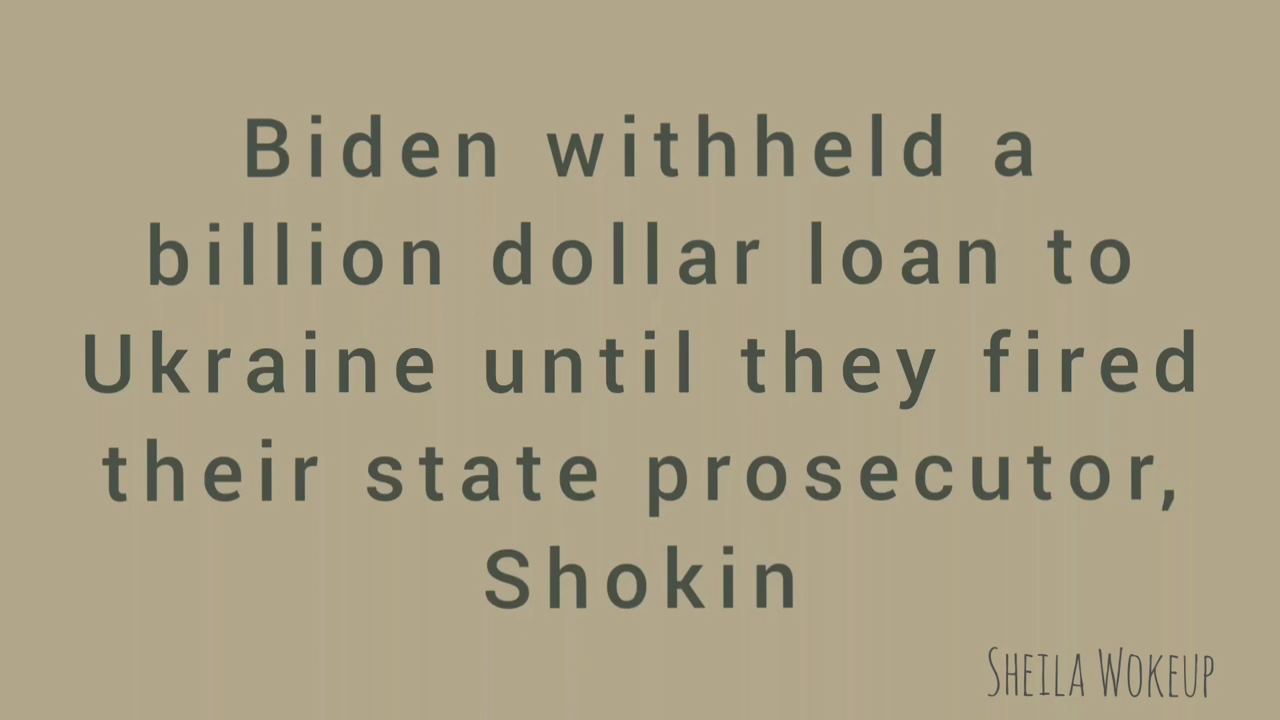 Biden withheld a
billion dollar loan to
Ukraine until they fired
their state prosecutor,
Shokin
Sheila Wokeup